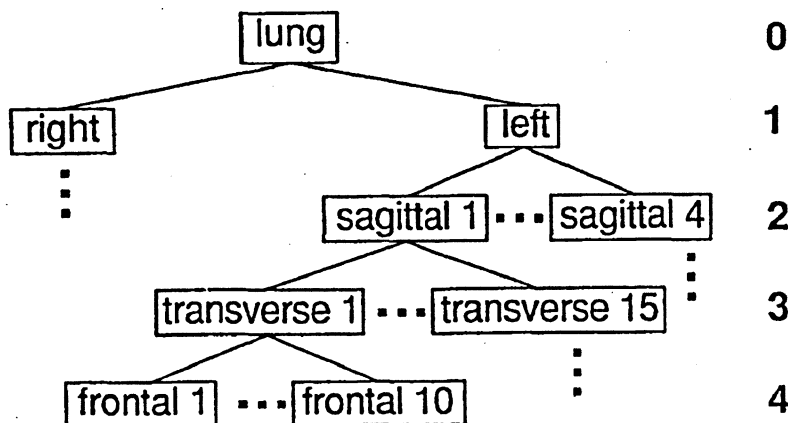 lung 0
right left 1
sagittal 1 sagittal 4 2
transverse 1 transverse 15 3
frontal 1 frontal 10 4